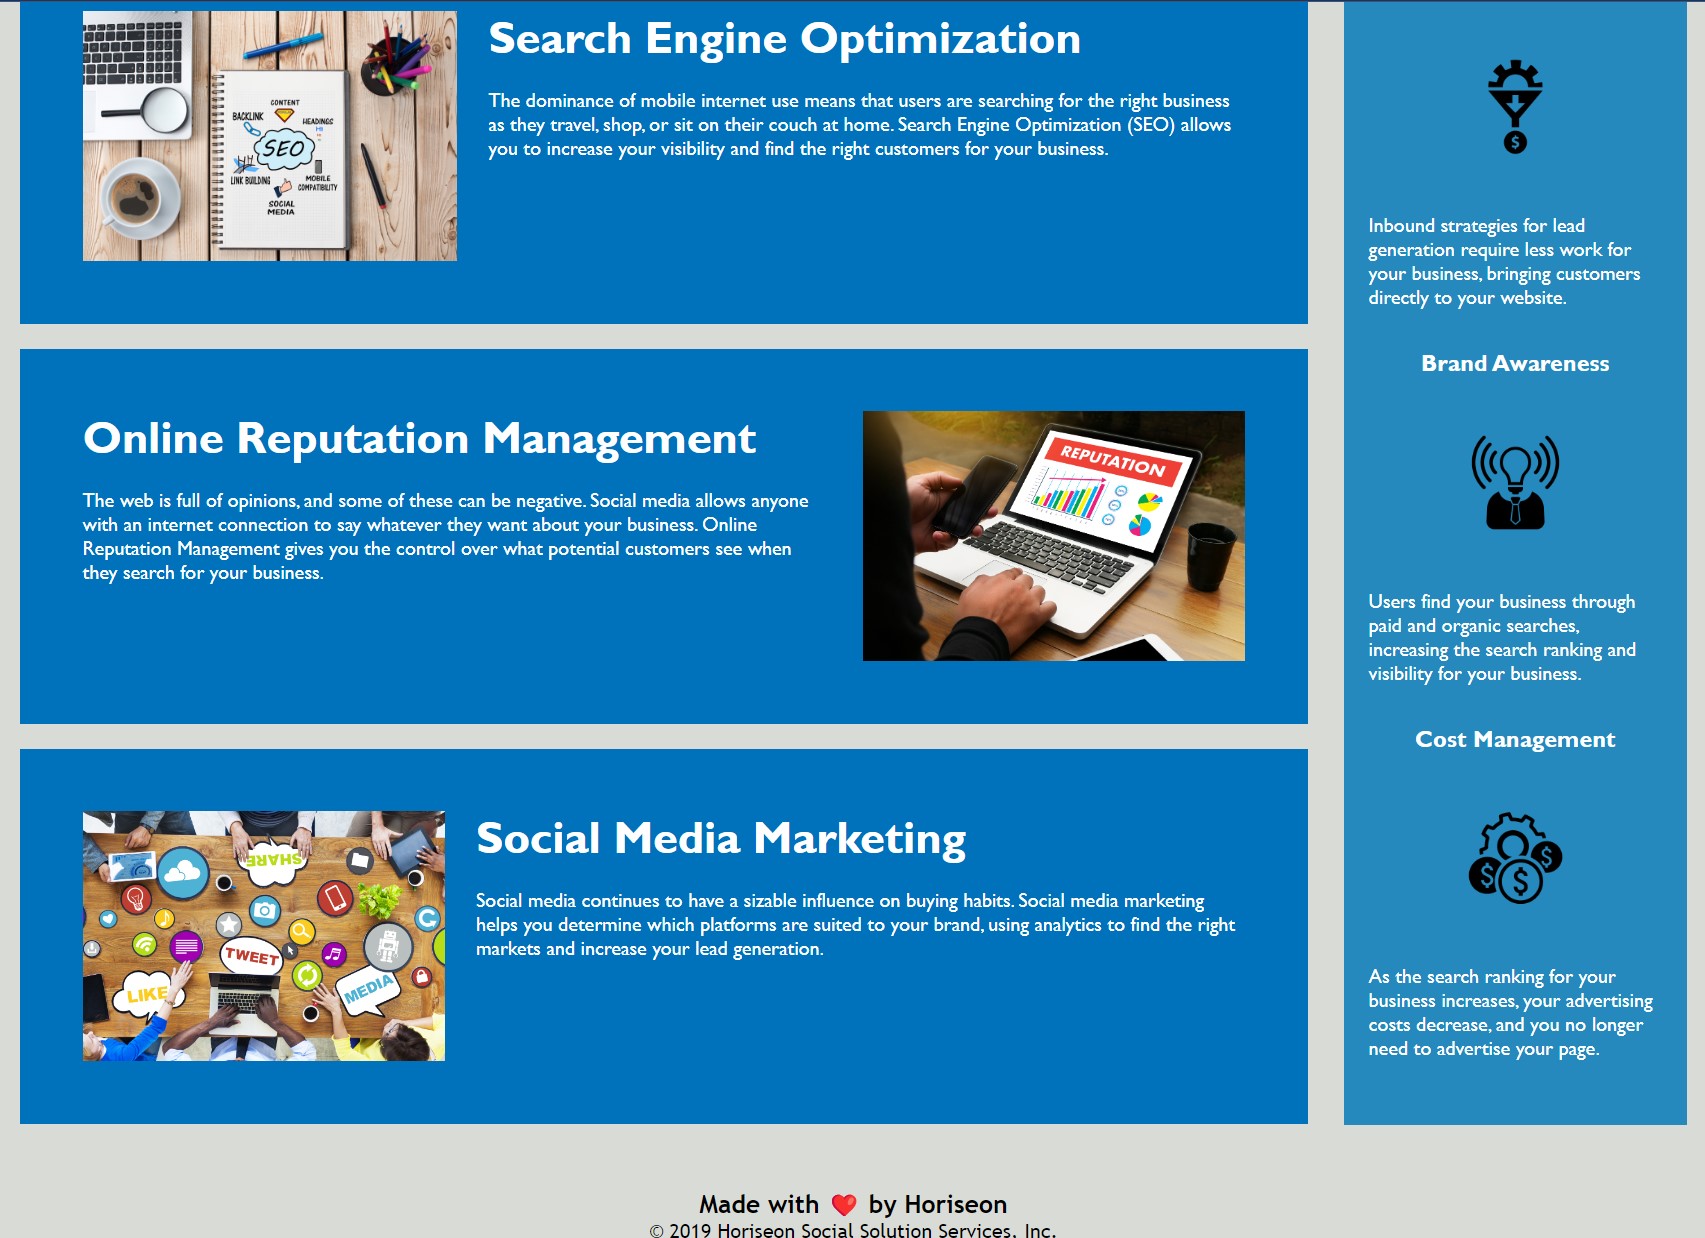 Search Engine Optimization
The dominance of mobile internet use means that users are searching for the right business
as they travel, shop, or sit on their couch at home. Search Engine Optimization (SEO) allows
you to increase your visibility and find the right customers for your business.
CONTENT
BACKLINK
HEADINGS
H1
SEO
LINK BUILDING
MOBILE
COMPATIBILITY
SOCIAL
MEDIA
Online Reputation Management
The web is full of opinions, and some of these can be negative. Social media allows anyone
with an internet connection to say whatever they want about your business. Online
Reputation Management gives you the control over what potential customers see when
they search for your business.
REPUTATION
Social Media Marketing
Social media continues to have a sizable influence on buying habits. Social media marketing
helps you determine which platforms are suited to your brand, using analytics to find the right
markets and increase your lead generation.
SHARE
TWEET
LIKE
MEDIA
$
Inbound strategies for lead
generation require less work for
your business, bringing customers
directly to your website.
Brand Awareness
Users find your business through
paid and organic searches,
increasing the search ranking and
visibility for your business.
Cost Management
$ $ $
As the search ranking for your
business increases, your advertising
costs decrease, and you no longer
need to advertise your page.
Made with ❤️ by Horiseon
© 2019 Horiseon Social Solution Services, Inc.